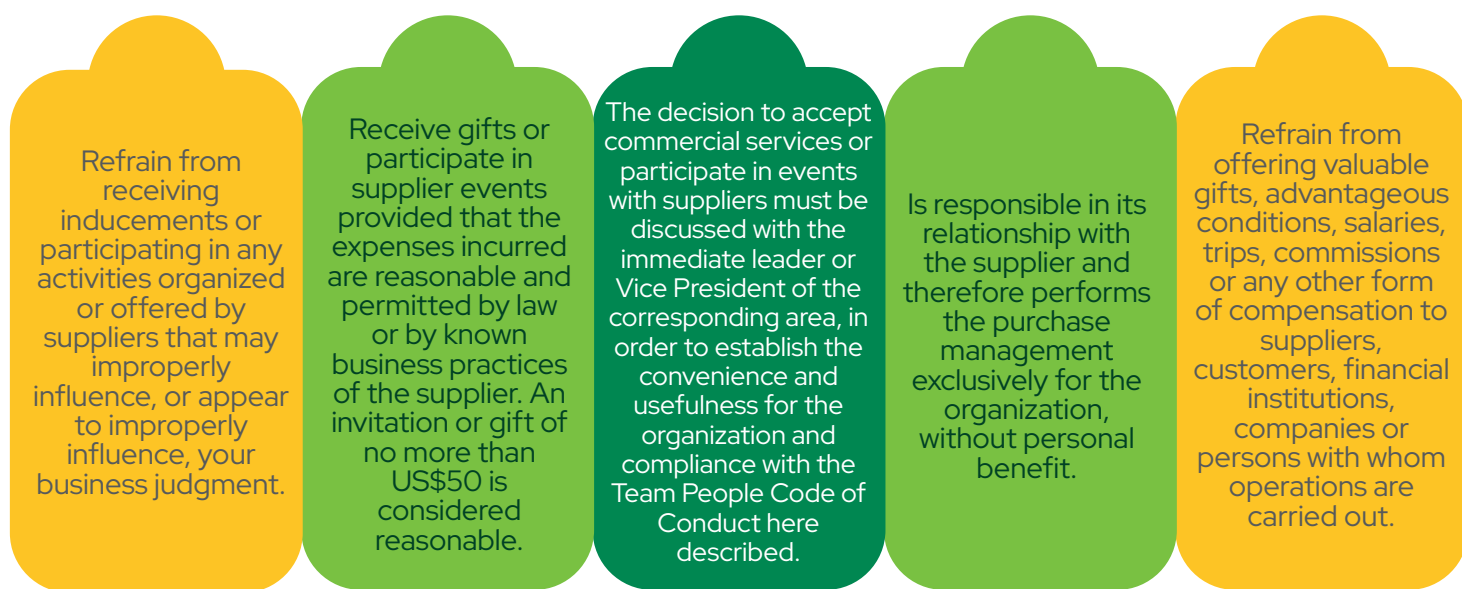 Refrain from
receiving
inducements or
participating in any
activities organized
or offered by
suppliers that may
improperly
influence, or appear
to improperly
influence, your
business judgment.
Receive gifts or
participate in
supplier events
provided that the
expenses incurred
are reasonable and
permitted by law
or by known
business practices
of the supplier. An
invitation or gift of
no more than
US$50 is
considered
reasonable.
The decision to accept
commercial services or
participate in events
with suppliers must be
discussed with the
immediate leader or
Vice President of the
corresponding area, in
order to establish the
convenience and
usefulness for the
organization and
compliance with the
Team People Code of
Conduct here
described.
Is responsible in its
relationship with
the supplier and
therefore performs
the purchase
management
exclusively for the
organization,
without personal
benefit.
Refrain from
offering valuable
gifts, advantageous
conditions, salaries,
trips, commissions
or any other form
of compensation to
suppliers,
customers, financial
institutions,
companies or
persons with whom
operations are
carried out.